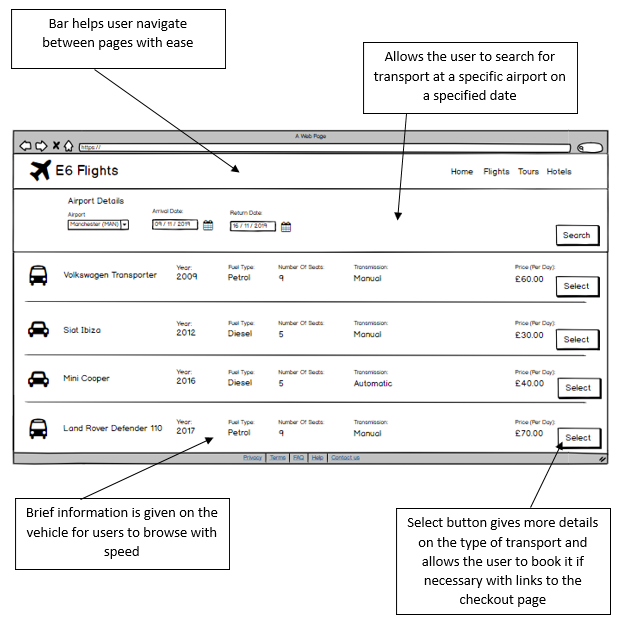 Bar helps user navigate
between pages with ease
Allows the user to search for
transport at a specific airport on
a specified date
A Web Page
https://
E6 Flights
Home Flights Tours Hotels
Airport Details
Airport Arrival Date: Return Date:
Manchester (MAN) 09 / 11 / 2019 16 / 11 / 2019
Search
Volkswagen Transporter Year: 2009 Fuel Type: Petrol Number Of Seats: 9 Transmission: Manual Price (Per Day): £60.00 Select
Siat Ibiza Year: 2012 Fuel Type: Diesel Number Of Seats: 5 Transmission: Manual Price (Per Day): £30.00 Select
Mini Cooper Year: 2016 Fuel Type: Diesel Number Of Seats: 5 Transmission: Automatic Price (Per Day): £40.00 Select
Land Rover Defender 110 Year: 2017 Fuel Type: Petrol Number Of Seats: 9 Transmission: Manual Price (Per Day): £70.00 Select
Privacy | Terms | FAQ | Help | Contact us
Brief information is given on the
vehicle for users to browse with
speed
Select button gives more details
on the type of transport and
allows the user to book it if
necessary with links to the
checkout page